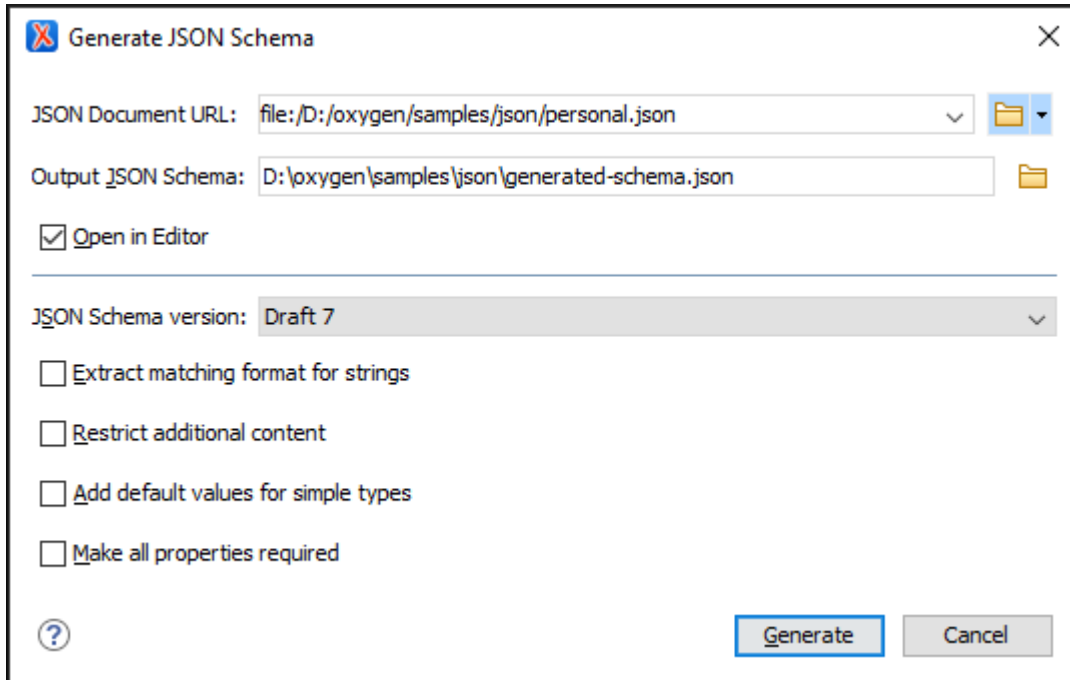 Generate JSON Schema
JSON Document URL: file:/D:/oxygen/samples/json/personal.json
Output JSON Schema: D:\oxygen\samples\json\generated-schema.json
Open in Editor
JSON Schema version: Draft 7
Extract matching format for strings
Restrict additional content
Add default values for simple types
Make all properties required
? Generate Cancel